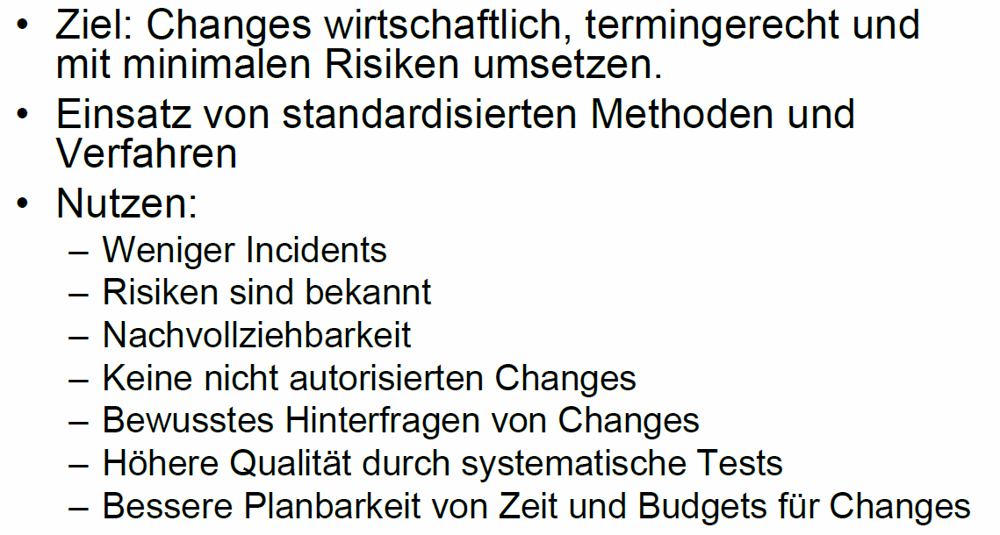 • Ziel: Changes wirtschaftlich, termingerecht und
mit minimalen Risiken umsetzen.
• Einsatz von standardisierten Methoden und
Verfahren
• Nutzen:
– Weniger Incidents
– Risiken sind bekannt
– Nachvollziehbarkeit
– Keine nicht autorisierten Changes
– Bewusstes Hinterfragen von Changes
– Höhere Qualität durch systematische Tests
– Bessere Planbarkeit von Zeit und Budgets für Changes